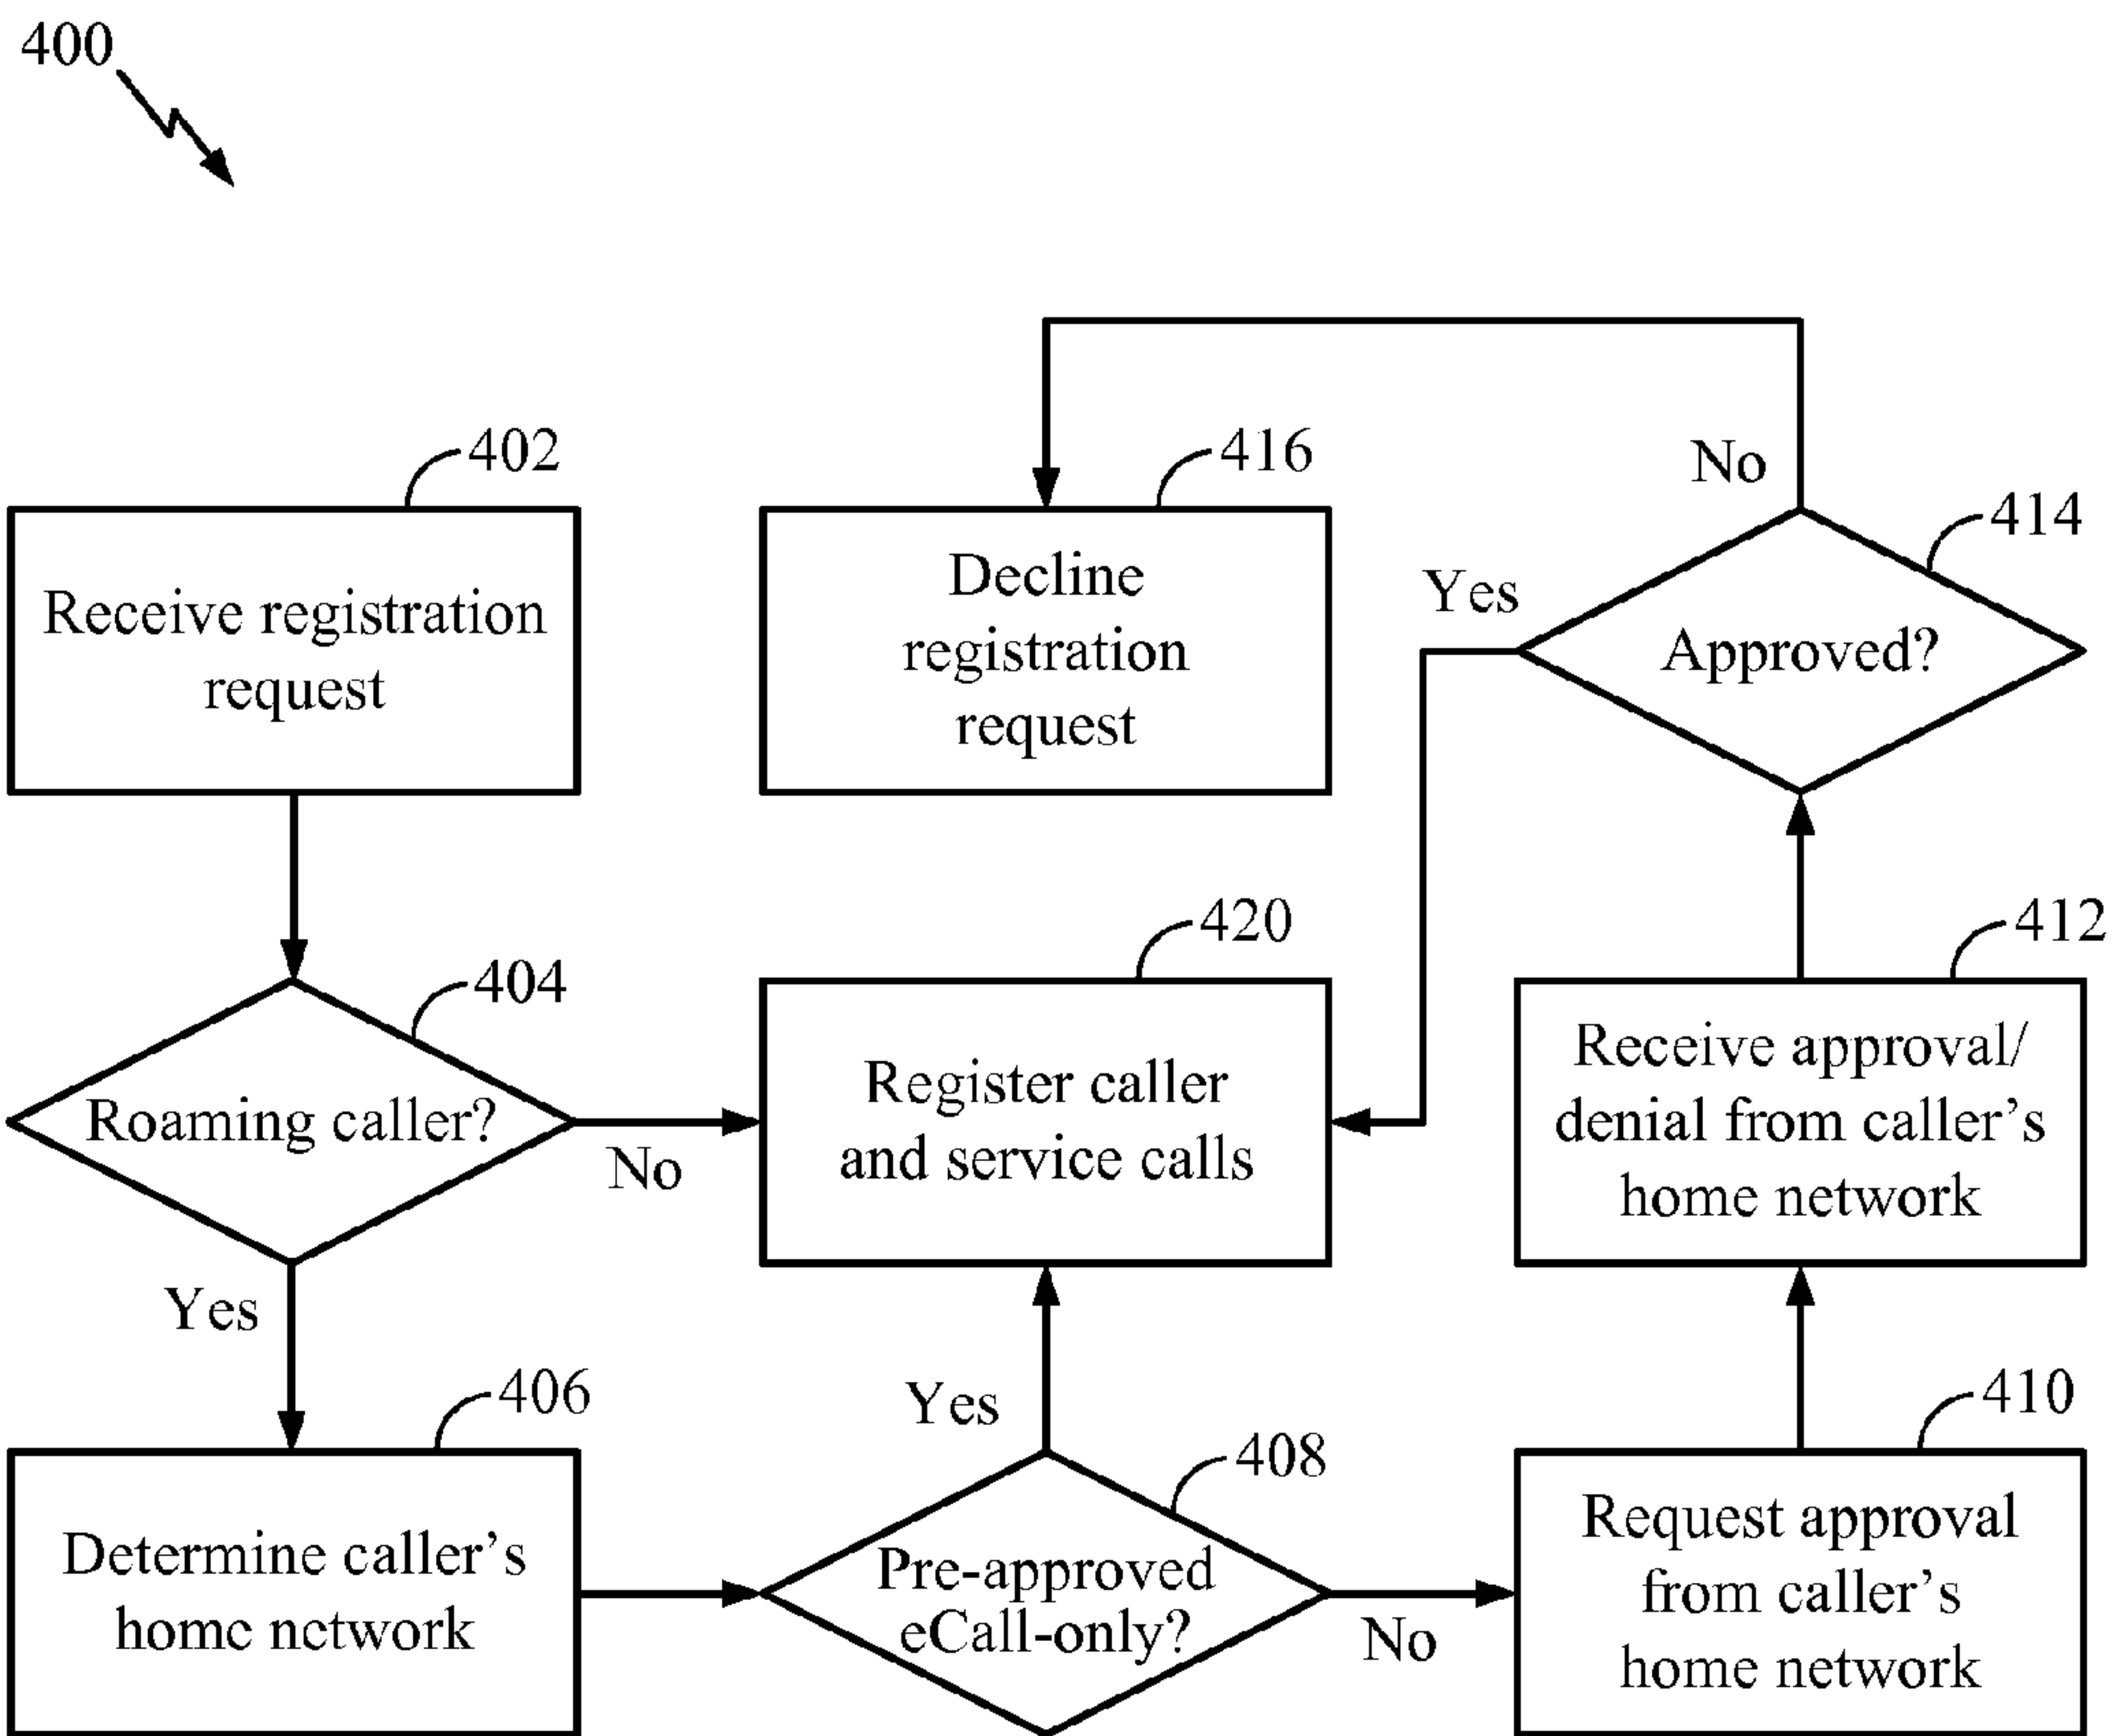 400
402
Receive registration
request
416
Decline
registration
request
No
414
Yes
Approved?
404
Roaming caller?
No
Yes
420
Register caller
and service calls
412
Receive approval/
denial from caller's
home network
406
Determine caller's
home network
Yes
408
Pre-approved
eCall-only?
No
410
Request approval
from caller's
home network